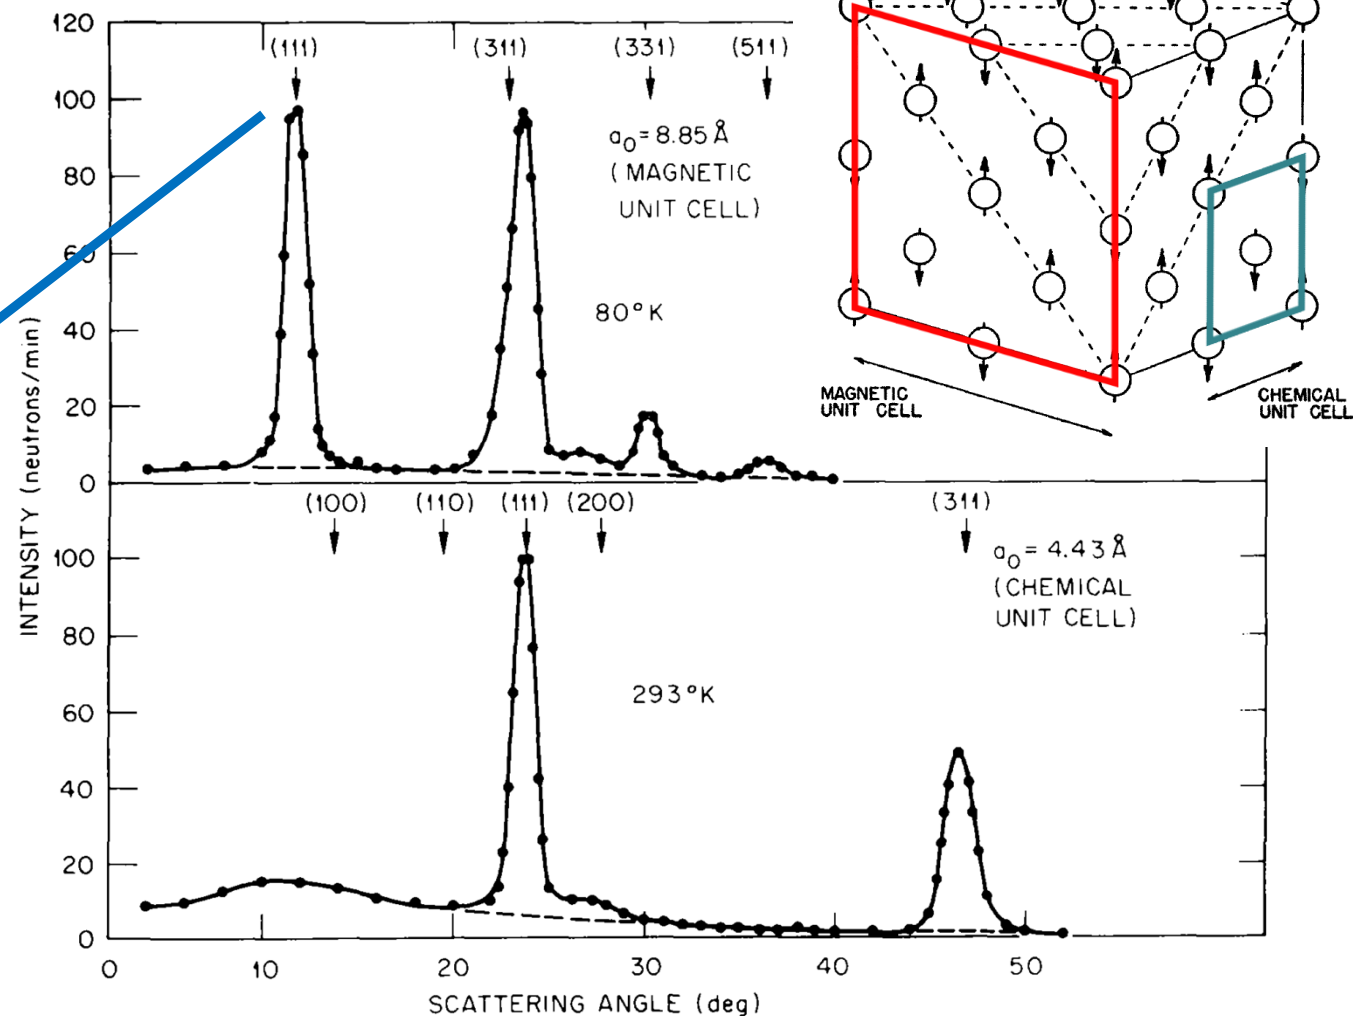 120
(111) (311) (331) (511)
100
a₀ = 8.85 Å
( MAGNETIC
UNIT CELL)
80
60
80°K
40
20
0
MAGNETIC
UNIT CELL
CHEMICAL
UNIT CELL
(100) (110) (111) (200) (311)
100
a₀ = 4.43 Å
(CHEMICAL
UNIT CELL)
80
293°K
60
40
20
0
INTENSITY (neutrons/min)
0 10 20 30 40 50
SCATTERING ANGLE (deg)